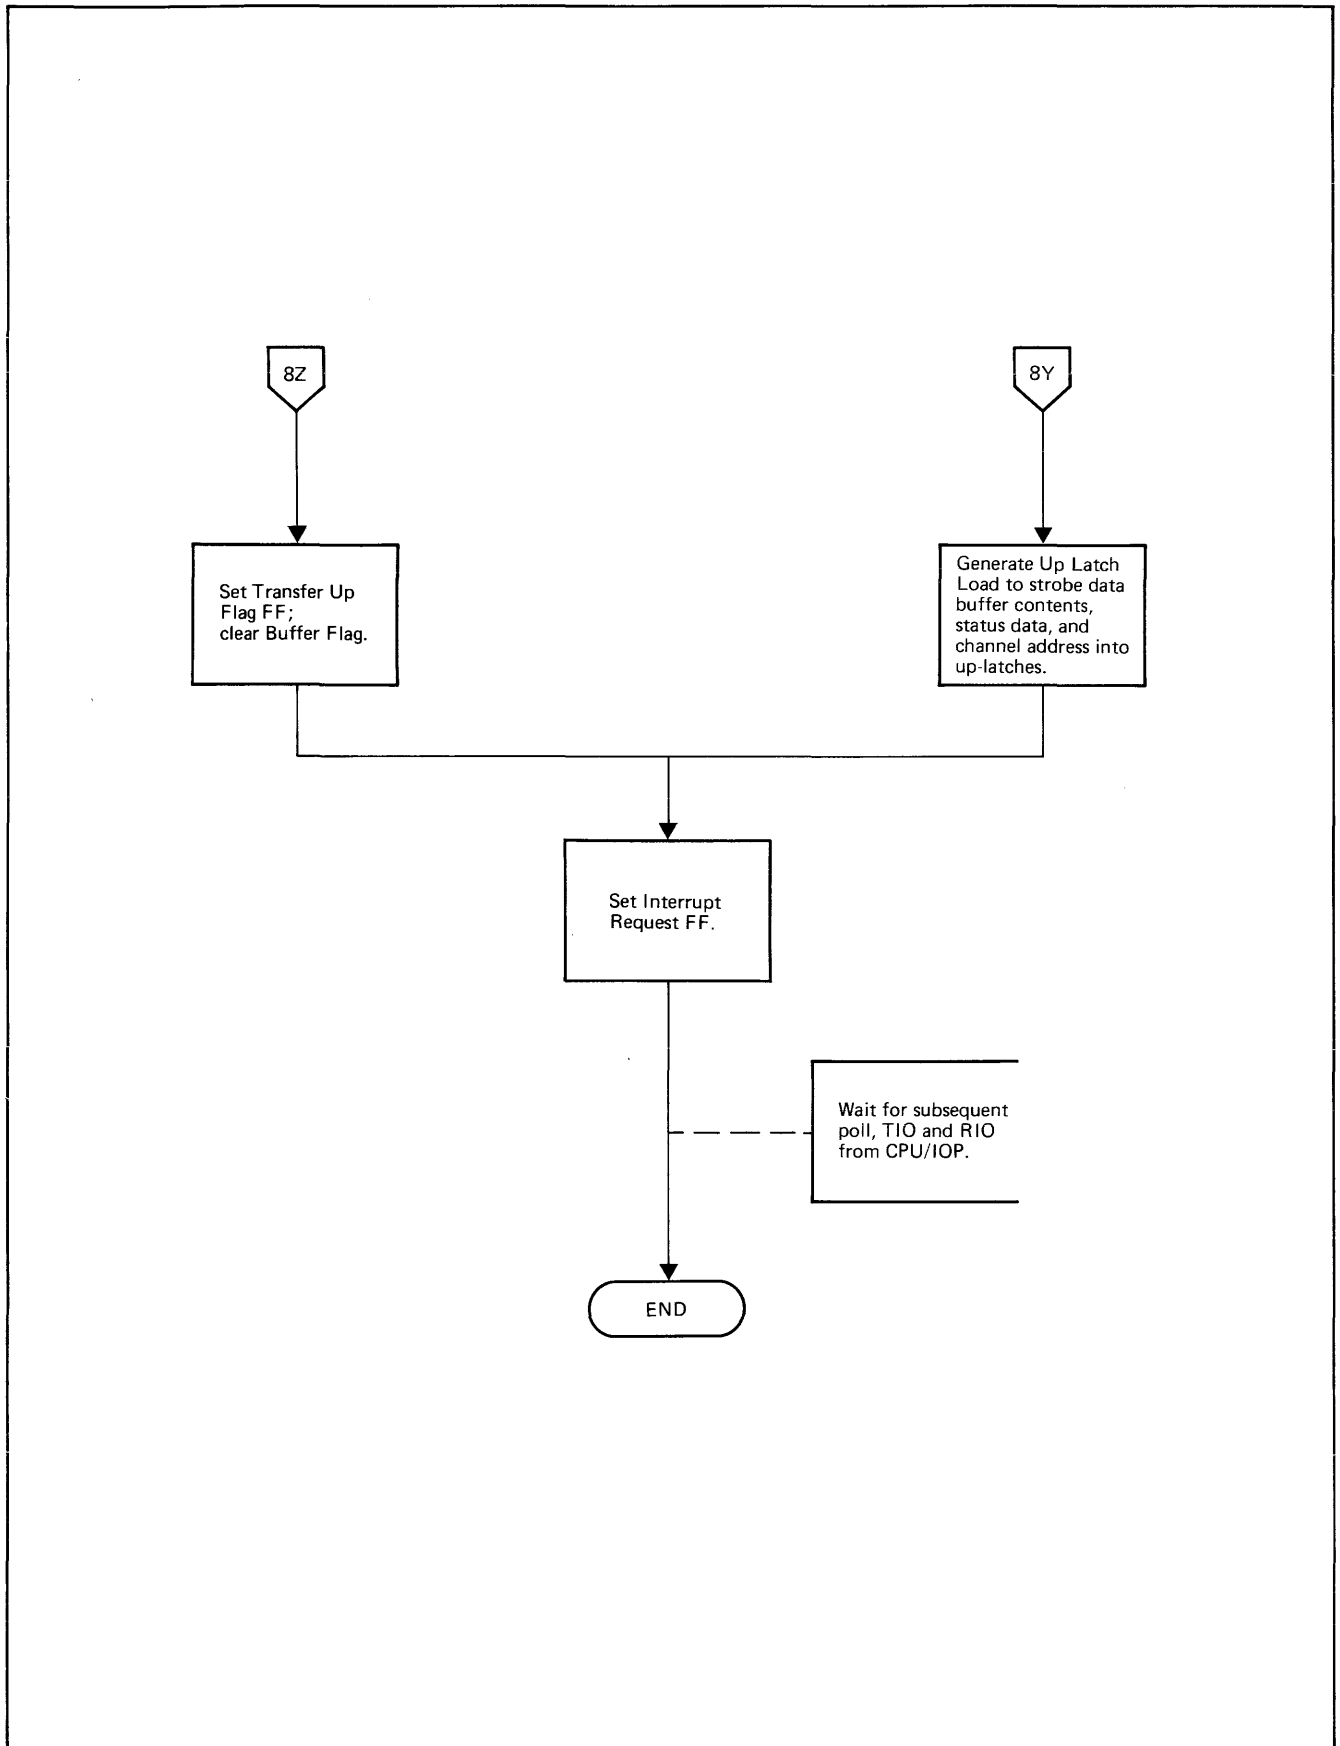 8Z
8Y
Set Transfer Up
Flag FF;
clear Buffer Flag.
Generate Up Latch
Load to strobe data
buffer contents,
status data, and
channel address into
up-latches.
Set Interrupt
Request FF.
Wait for subsequent
poll, TIO and RIO
from CPU/IOP.
END